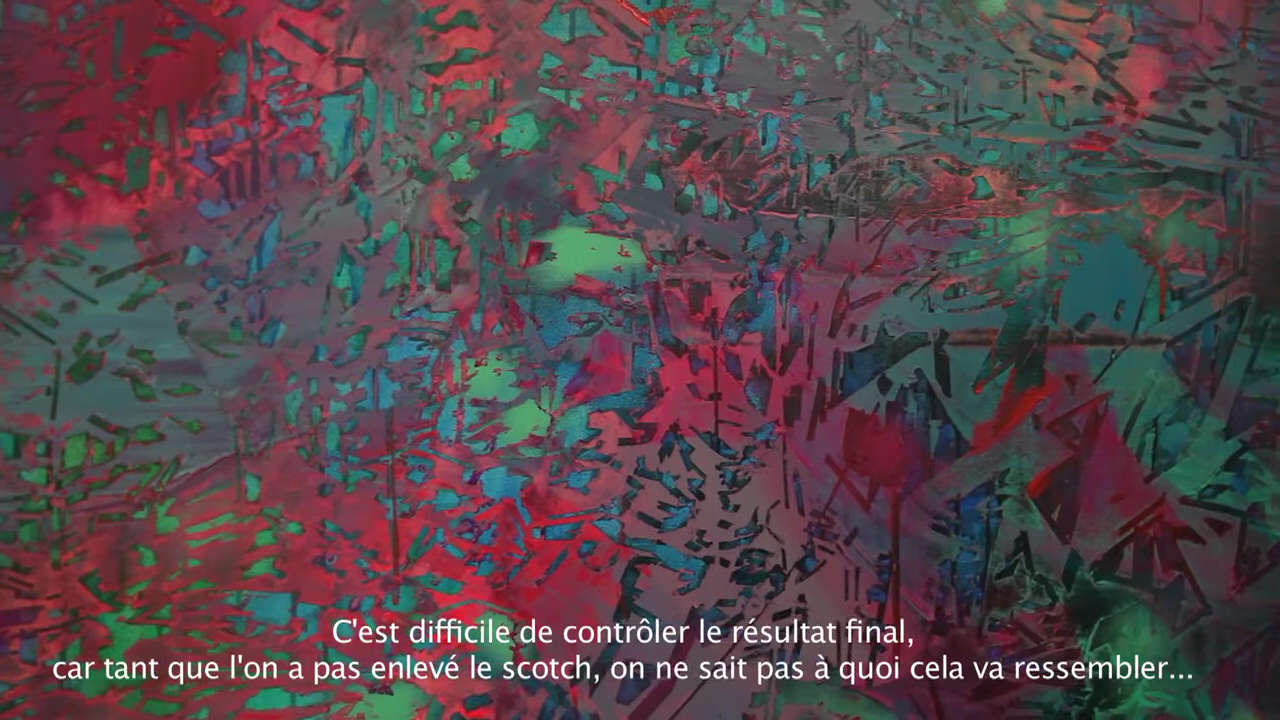 C'est difficile de contrôler le résultat final,
car tant que l'on a pas enlevé le scotch, on ne sait pas à quoi cela va ressembler...